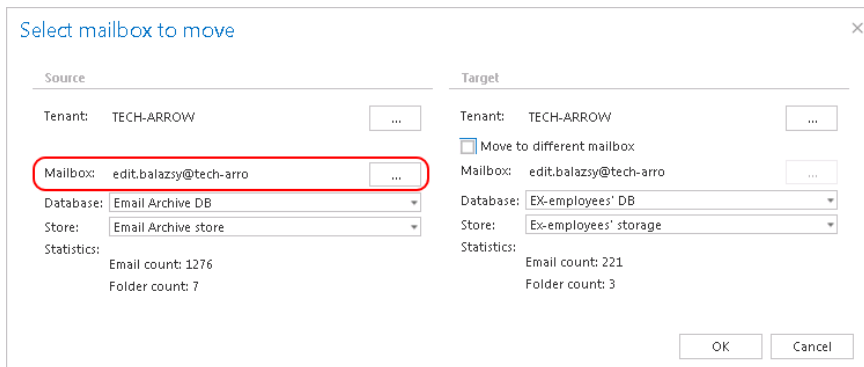 Select mailbox to move
Source
Tenant: TECH-ARROW ...
Mailbox: edit.balazsy@tech-arro ...
Database: Email Archive DB
Store: Email Archive store
Statistics:
Email count: 1276
Folder count: 7
Target
Tenant: TECH-ARROW ...
Move to different mailbox
Mailbox: edit.balazsy@tech-arro ...
Database: EX-employees' DB
Store: Ex-employees' storage
Statistics:
Email count: 221
Folder count: 3
OK Cancel